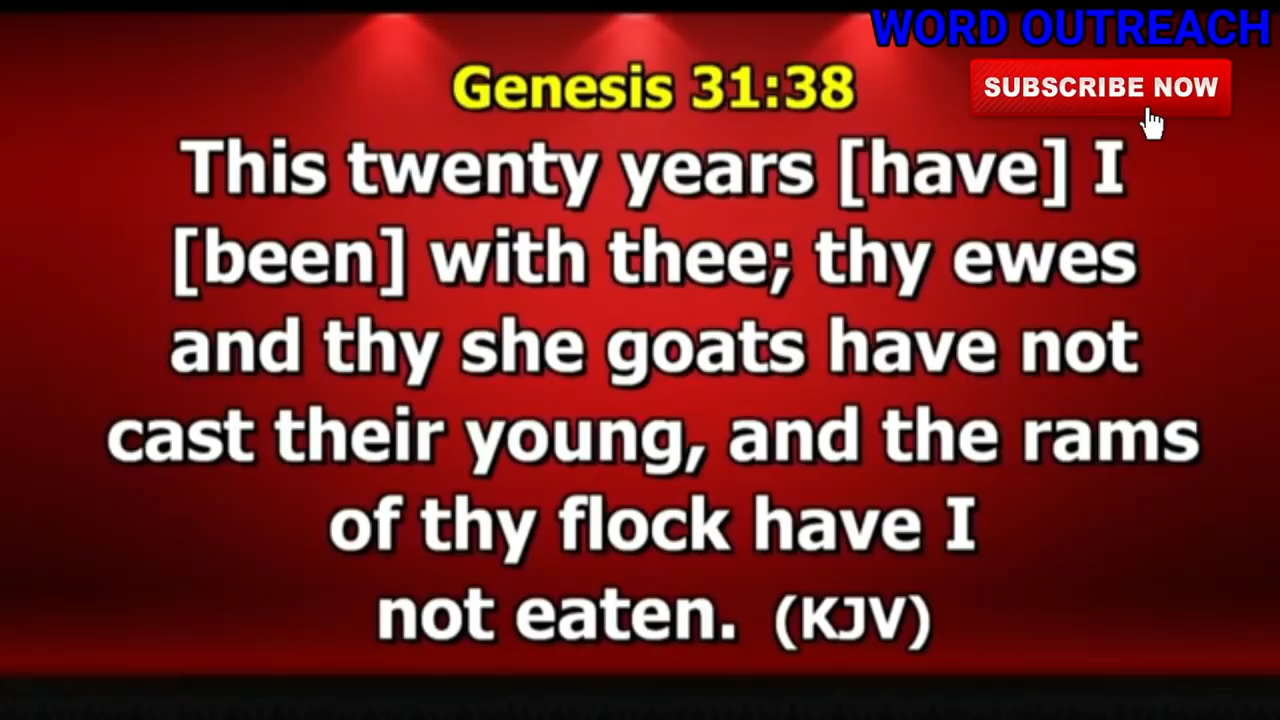 WORD OUTREACH
SUBSCRIBE NOW
Genesis 31:38
This twenty years [have] I
[been] with thee; thy ewes
and thy she goats have not
cast their young, and the rams
of thy flock have I
not eaten. (KJV)